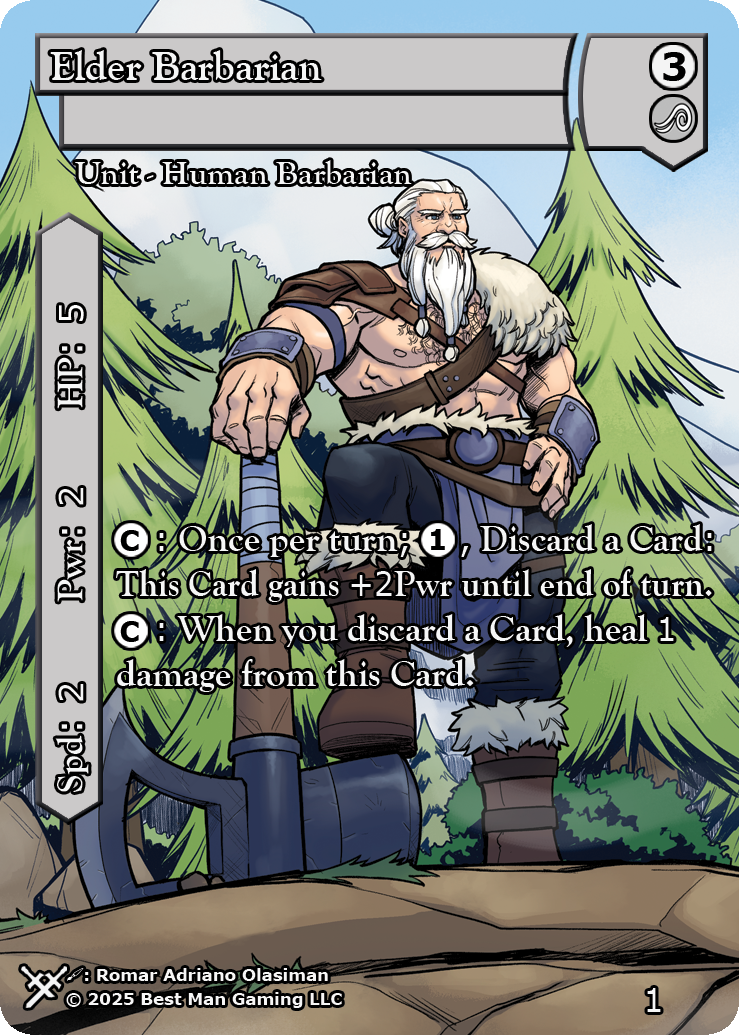 Elder Barbarian
3
Unit - Human Barbarian
HP: 5
Pwr: 2
Spd: 2
C : Once per turn; 1 , Discard a Card:
This Card gains +2Pwr until end of turn.
C : When you discard a Card, heal 1
damage from this Card.
: Romar Adriano Olasiman
© 2025 Best Man Gaming LLC
1